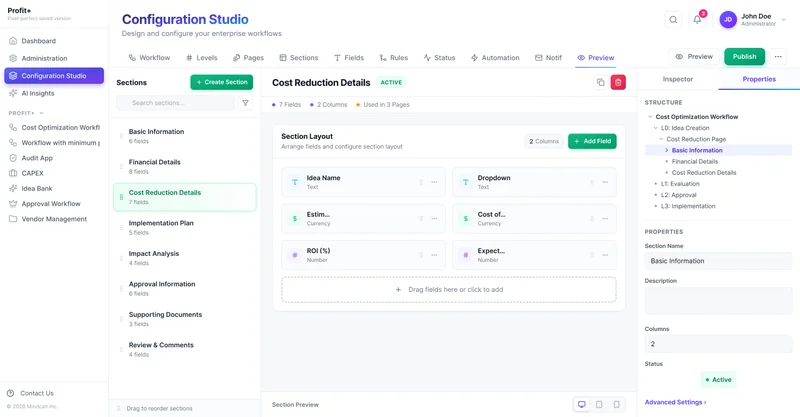 Profit+
Pixel-perfect saved version
Dashboard
Administration
Configuration Studio
AI Insights
PROFIT+
Cost Optimization Workfl
Workflow with minimum p
Audit App
CAPEX
Idea Bank
Approval Workflow
Vendor Management
Contact Us
© 2026 Mindcan Inc.
Configuration Studio
Design and configure your enterprise workflows
3
JD
John Doe
Administrator
Workflow
# Levels
Pages
Sections
Fields
Rules
Status
Automation
Notif
Preview
Preview
Publish
Sections
+ Create Section
Search sections...
Basic Information
6 fields
Financial Details
8 fields
Cost Reduction Details
7 fields
Implementation Plan
5 fields
Impact Analysis
4 fields
Approval Information
6 fields
Supporting Documents
3 fields
Review & Comments
4 fields
Drag to reorder sections
Cost Reduction Details
ACTIVE
7 Fields
2 Columns
Used in 3 Pages
Section Layout
Arrange fields and configure section layout
2 Columns
+ Add Field
Idea Name
Text
Dropdown
Text
$
Estim...
Currency
$
Cost of...
Currency
#
ROI (%)
Number
#
Expect...
Number
+ Drag fields here or click to add
Section Preview
Inspector
Properties
STRUCTURE
Cost Optimization Workflow
L0: Idea Creation
Cost Reduction Page
Basic Information
Financial Details
Cost Reduction Details
L1: Evaluation
L2: Approval
L3: Implementation
PROPERTIES
Section Name
Basic Information
Description
Columns
2
Status
Active
Advanced Settings ›